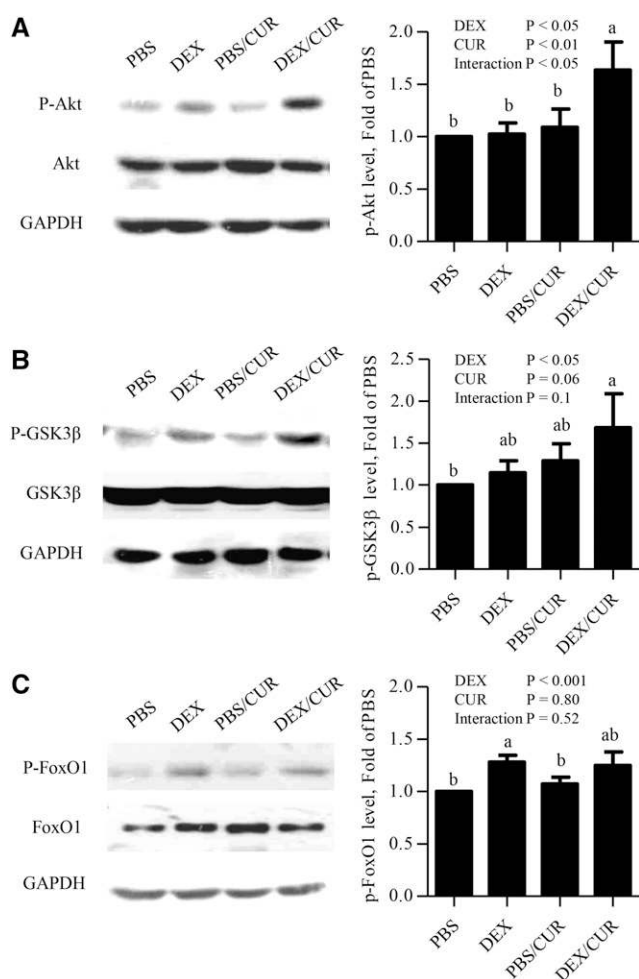 A
PBS
DEX
PBS/CUR
DEX/CUR
P-Akt
Akt
GAPDH
DEX P < 0.05
CUR P < 0.01
Interaction P < 0.05
p-Akt level, Fold of PBS
2.0
1.5
1.0
0.5
0.0
b
b
b
a
PBS
DEX
PBS/CUR
DEX/CUR
B
PBS
DEX
PBS/CUR
DEX/CUR
P-GSK3β
GSK3β
GAPDH
DEX P < 0.05
CUR P = 0.06
Interaction P = 0.1
p-GSK3β level, Fold of PBS
2.5
2.0
1.5
1.0
0.5
0.0
b
ab
ab
a
PBS
DEX
PBS/CUR
DEX/CUR
C
PBS
DEX
PBS/CUR
DEX/CUR
P-FoxO1
FoxO1
GAPDH
DEX P < 0.001
CUR P = 0.80
Interaction P = 0.52
p-FoxO1 level, Fold of PBS
2.0
1.5
1.0
0.5
0.0
b
a
b
ab
PBS
DEX
PBS/CUR
DEX/CUR